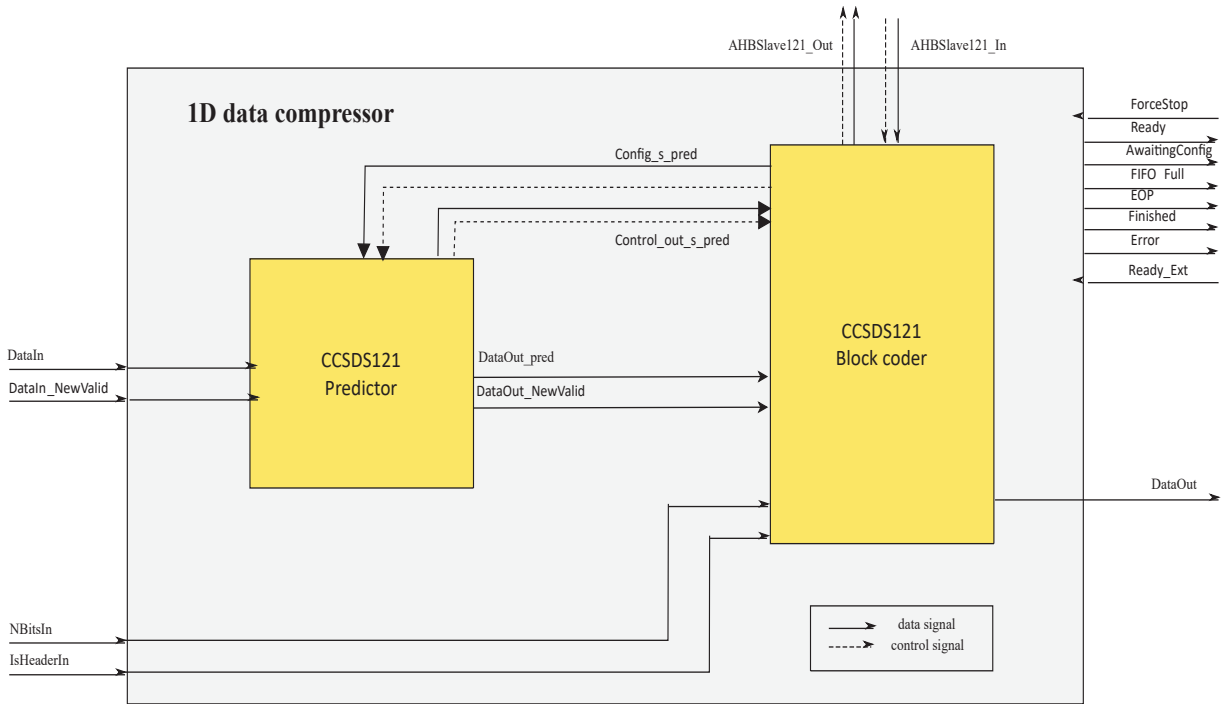 AHBSlave121_Out
AHBSlave121_In
1D data compressor
ForceStop
Ready
AwaitingConfig
FIFO Full
EOP
Finished
Error
Ready_Ext
Config_s_pred
Control_out_s_pred
DataIn
DataIn_NewValid
CCSDS121
Predictor
DataOut_pred
DataOut_NewValid
CCSDS121
Block coder
DataOut
NBitsIn
IsHeaderIn
data signal
control signal